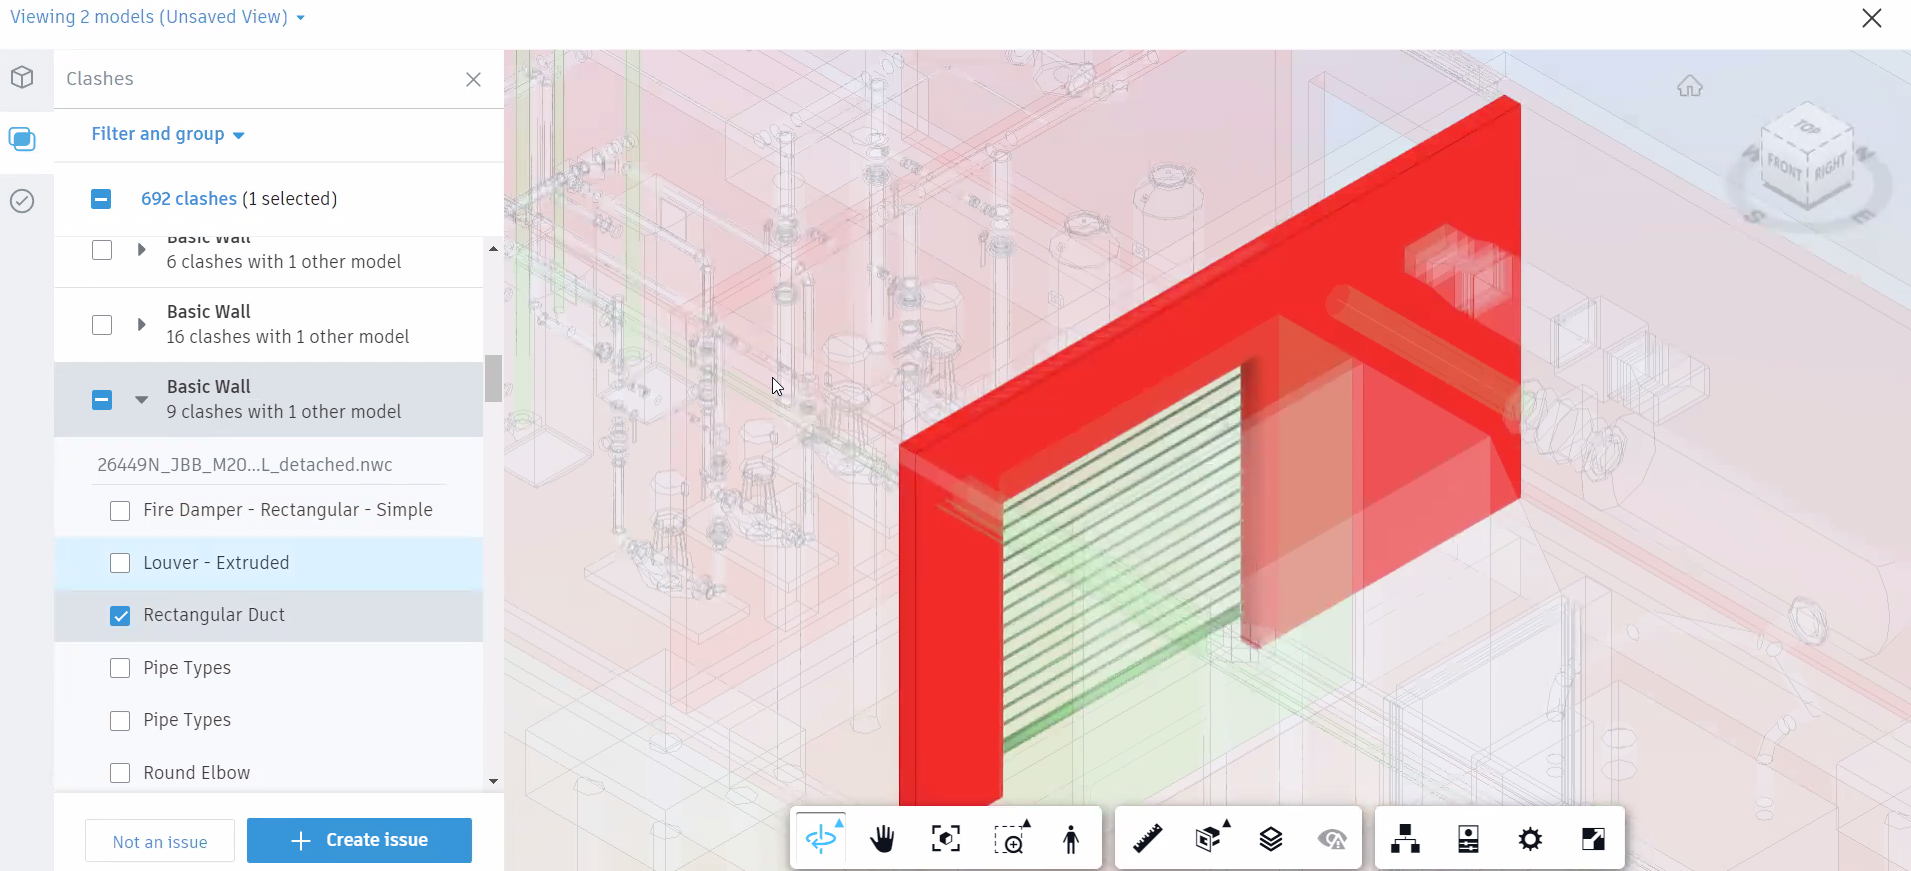 Viewing 2 models (Unsaved View)
Clashes
Filter and group
692 clashes (1 selected)
Basic Wall
6 clashes with 1 other model
Basic Wall
16 clashes with 1 other model
Basic Wall
9 clashes with 1 other model
26449N_JBB_M20...L_detached.nwc
Fire Damper - Rectangular - Simple
Louver - Extruded
Rectangular Duct
Pipe Types
Pipe Types
Round Elbow
Not an issue
Create issue
TOP
FRONT
RIGHT
S
E